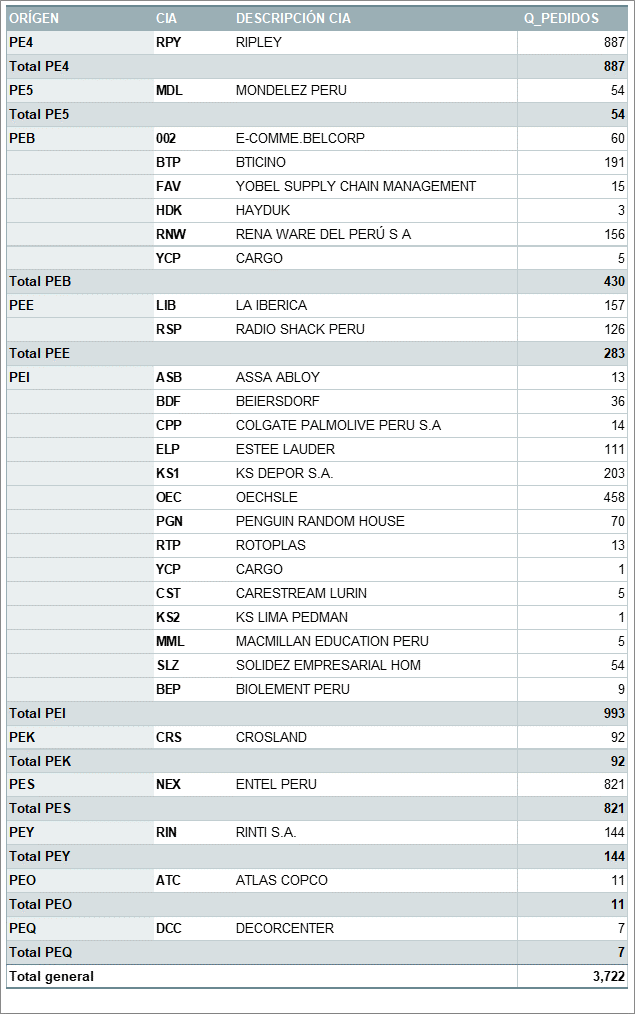 ORÍGEN CIA DESCRIPCIÓN CIA Q_PEDIDOS
PE4 RPY RIPLEY 887
Total PE4 887
PE5 MDL MONDELEZ PERU 54
Total PE5 54
PEB 002 E-COMME.BELCORP 60
BTP BTICINO 191
FAV YOBEL SUPPLY CHAIN MANAGEMENT 15
HDK HAYDUK 3
RNW RENA WARE DEL PERÚ S A 156
YCP CARGO 5
Total PEB 430
PEE LIB LA IBERICA 157
RSP RADIO SHACK PERU 126
Total PEE 283
PEI ASB ASSA ABLOY 13
BDF BEIERSDORF 36
CPP COLGATE PALMOLIVE PERU S.A 14
ELP ESTEE LAUDER 111
KS1 KS DEPOR S.A. 203
OEC OECHSLE 458
PGN PENGUIN RANDOM HOUSE 70
RTP ROTOPLAS 13
YCP CARGO 1
CST CARESTREAM LURIN 5
KS2 KS LIMA PEDMAN 1
MML MACMILLAN EDUCATION PERU 5
SLZ SOLIDEZ EMPRESARIAL HOM 54
BEP BIOLEMENT PERU 9
Total PEI 993
PEK CRS CROSLAND 92
Total PEK 92
PES NEX ENTEL PERU 821
Total PES 821
PEY RIN RINTI S.A. 144
Total PEY 144
PEO ATC ATLAS COPCO 11
Total PEO 11
PEQ DCC DECORCENTER 7
Total PEQ 7
Total general 3,722